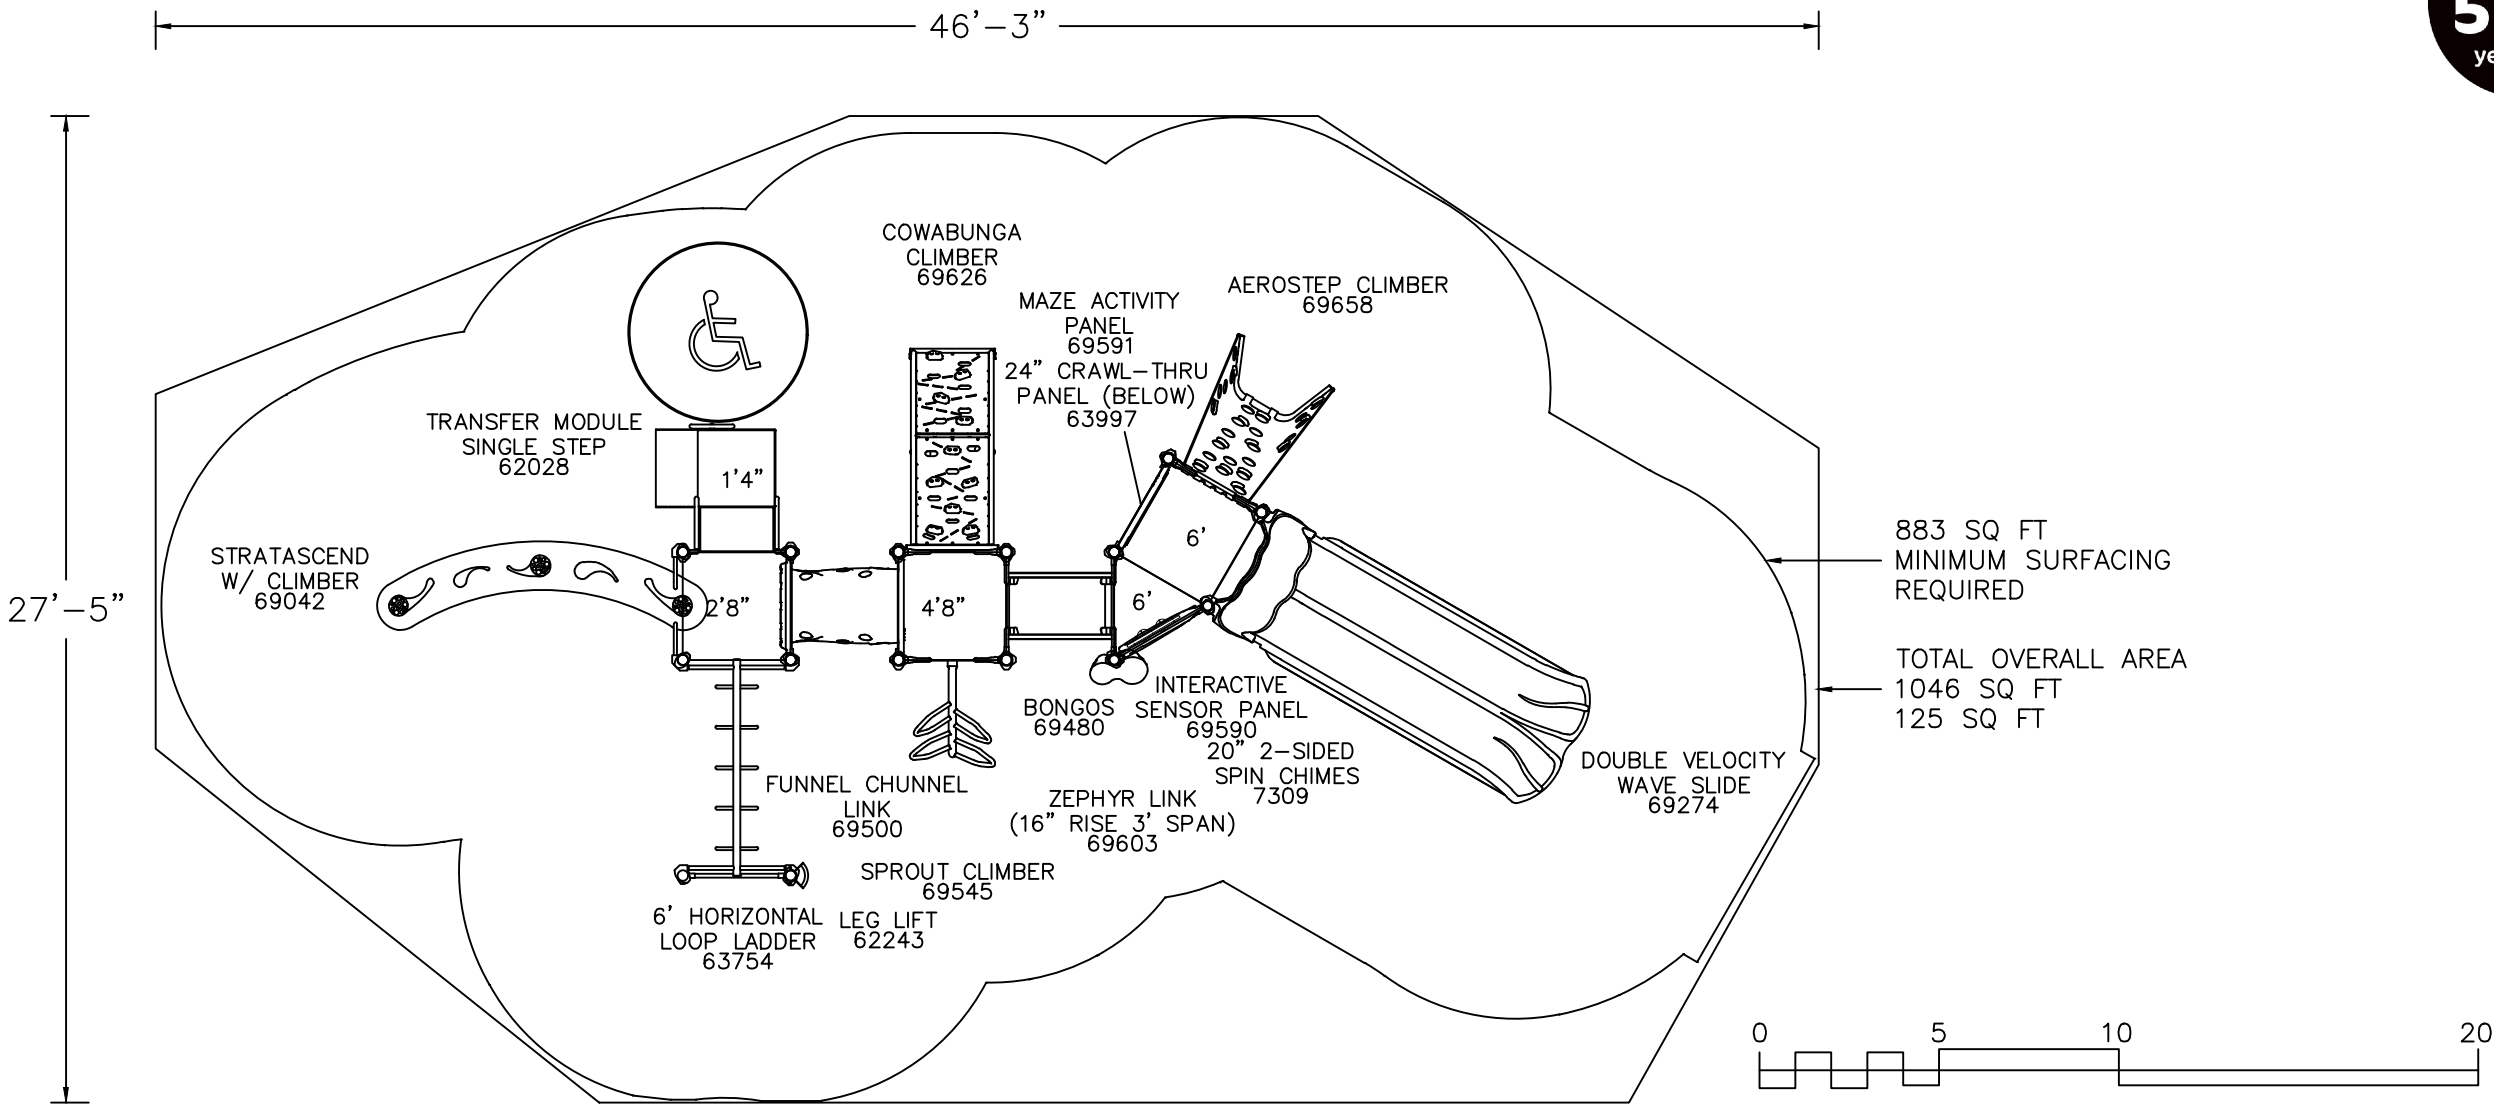 46'-3"
5
ye
COWABUNGA
CLIMBER
69626
MAZE ACTIVITY
PANEL
69591
24" CRAWL-THRU
PANEL (BELOW)
63997
AEROSTEP CLIMBER
69658
TRANSFER MODULE
SINGLE STEP
62028
1'4"
STRATASCEND
W/ CLIMBER
69042
27'-5"
2'8"
4'8"
6'
6'
883 SQ FT
MINIMUM SURFACING
REQUIRED
TOTAL OVERALL AREA
1046 SQ FT
125 SQ FT
BONGOS
69480
INTERACTIVE
SENSOR PANEL
69590
20" 2-SIDED
SPIN CHIMES
7309
DOUBLE VELOCITY
WAVE SLIDE
69274
FUNNEL CHUNNEL
LINK
69500
ZEPHYR LINK
(16" RISE 3' SPAN)
69603
SPROUT CLIMBER
69545
6' HORIZONTAL
LOOP LADDER
63754
LEG LIFT
62243
0 5 10 20